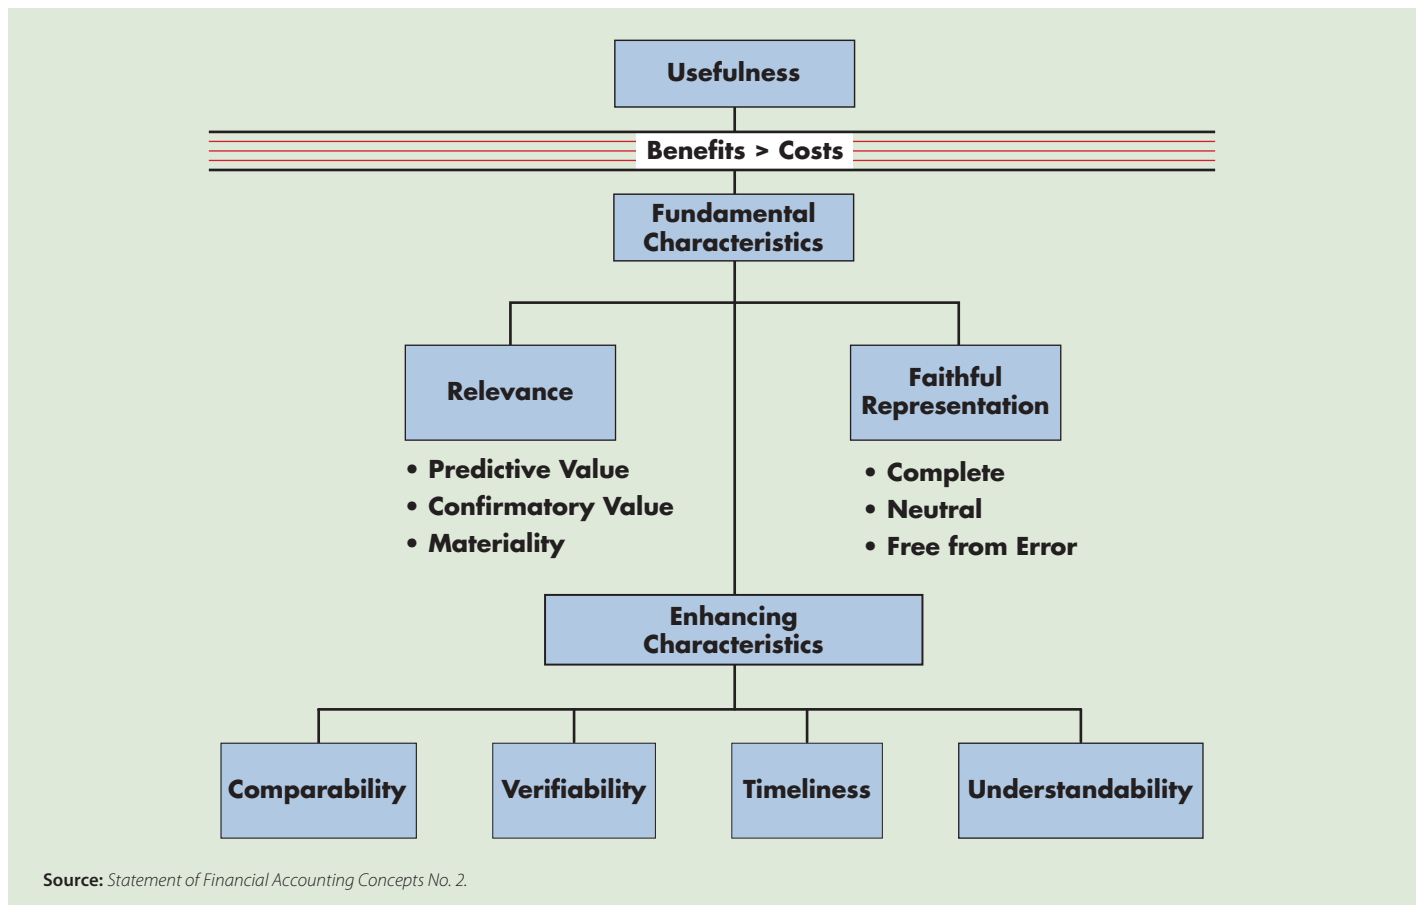 Usefulness
Benefits > Costs
Fundamental
Characteristics
Relevance
• Predictive Value
• Confirmatory Value
• Materiality
Faithful
Representation
• Complete
• Neutral
• Free from Error
Enhancing
Characteristics
Comparability
Verifiability
Timeliness
Understandability
Source: Statement of Financial Accounting Concepts No. 2.